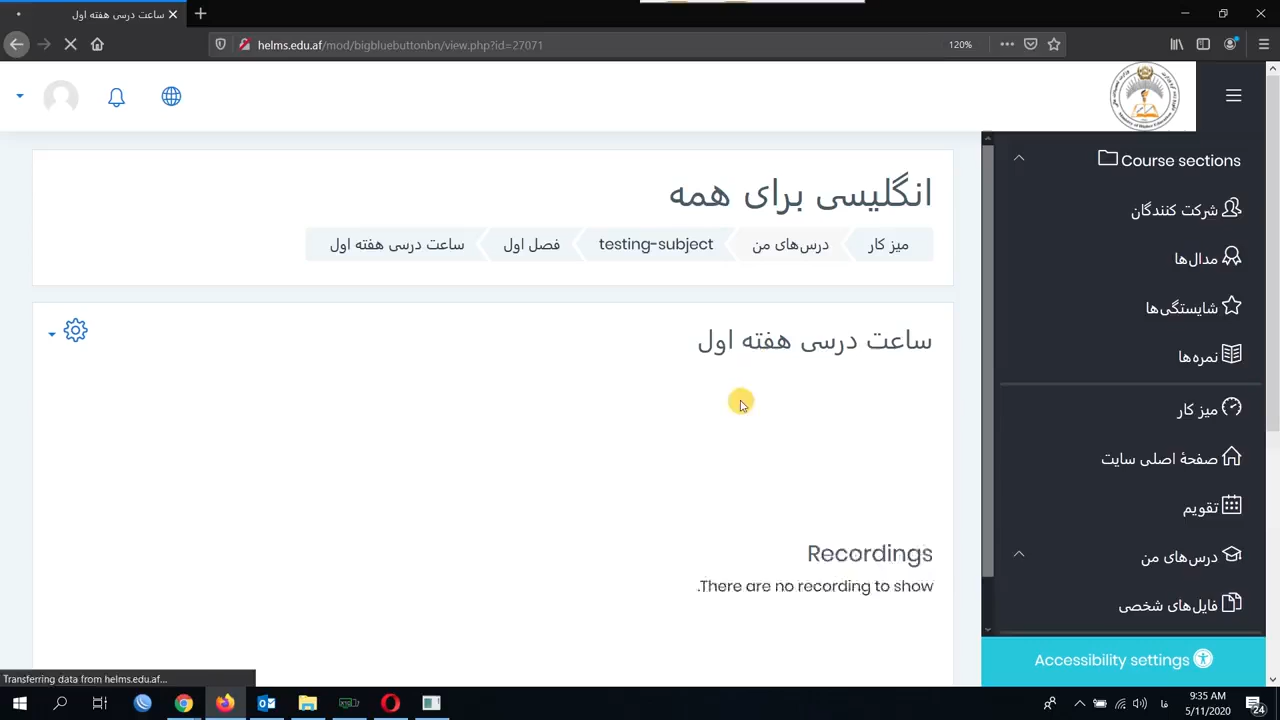 ساعت درسی هفته اول
helms.edu.af/mod/bigbluebuttonbn/view.php?id=27071
120%
انگلیسی برای همه
میز کار
درس‌های من
testing-subject
فصل اول
ساعت درسی هفته اول
ساعت درسی هفته اول
Recordings
There are no recording to show.
Course sections
شرکت کنندگان
مدال‌ها
شایستگی‌ها
نمره‌ها
میز کار
صفحهٔ اصلی سایت
تقویم
درس‌های من
فایل‌های شخصی
Accessibility settings
Transferring data from helms.edu.af...
فا
9:35 AM
5/11/2020
24